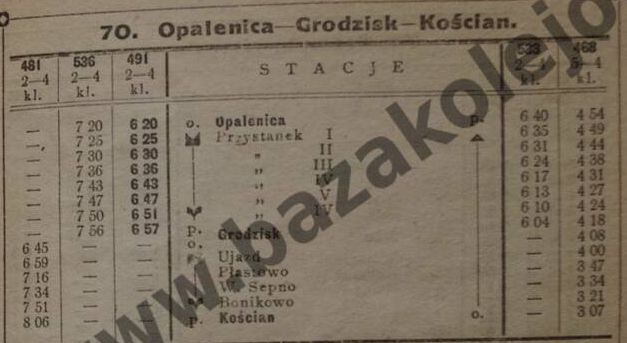 70. Opalenica—Grodzisk—Kościan.
481 536 491 STACJE 533 468
2—4 2—4 2—4 2—4 2—4
kl. kl. kl. kl. kl.
— 7 20 6 20 o. Opalenica p. 6 40 4 54
— 7 25 6 25 Przystanek I 6 35 4 49
— 7 30 6 30 " II 6 31 4 44
— 7 36 6 36 " III 6 24 4 38
— 7 43 6 43 " IV 6 17 4 31
— 7 47 6 47 " V 6 13 4 27
— 7 50 6 51 " IV 6 10 4 24
— 7 56 6 57 p. Grodzisk 6 04 4 18
6 45 — — o. — 4 08
6 59 — — Ujazd — 4 00
7 16 — — Płastowo — 3 47
7 34 — — W. Sepno — 3 34
7 51 — — Bonikowo — 3 21
8 06 — — p. Kościan o. — 3 07
www.bazakolejo